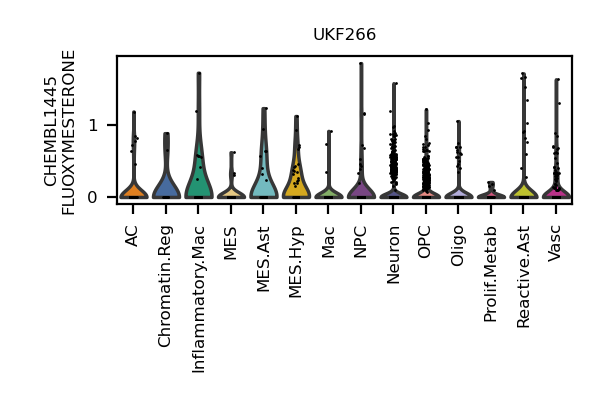 UKF266
CHEMBL1445
FLUOXYMESTERONE
1
0
AC
Chromatin.Reg
Inflammatory.Mac
MES
MES.Ast
MES.Hyp
Mac
NPC
Neuron
OPC
Oligo
Prolif.Metab
Reactive.Ast
Vasc